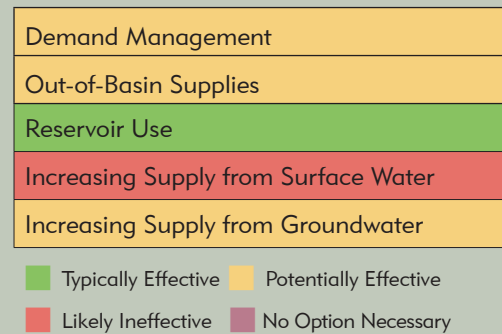 Demand Management
Out-of-Basin Supplies
Reservoir Use
Increasing Supply from Surface Water
Increasing Supply from Groundwater
Typically Effective Potentially Effective
Likely Ineffective No Option Necessary